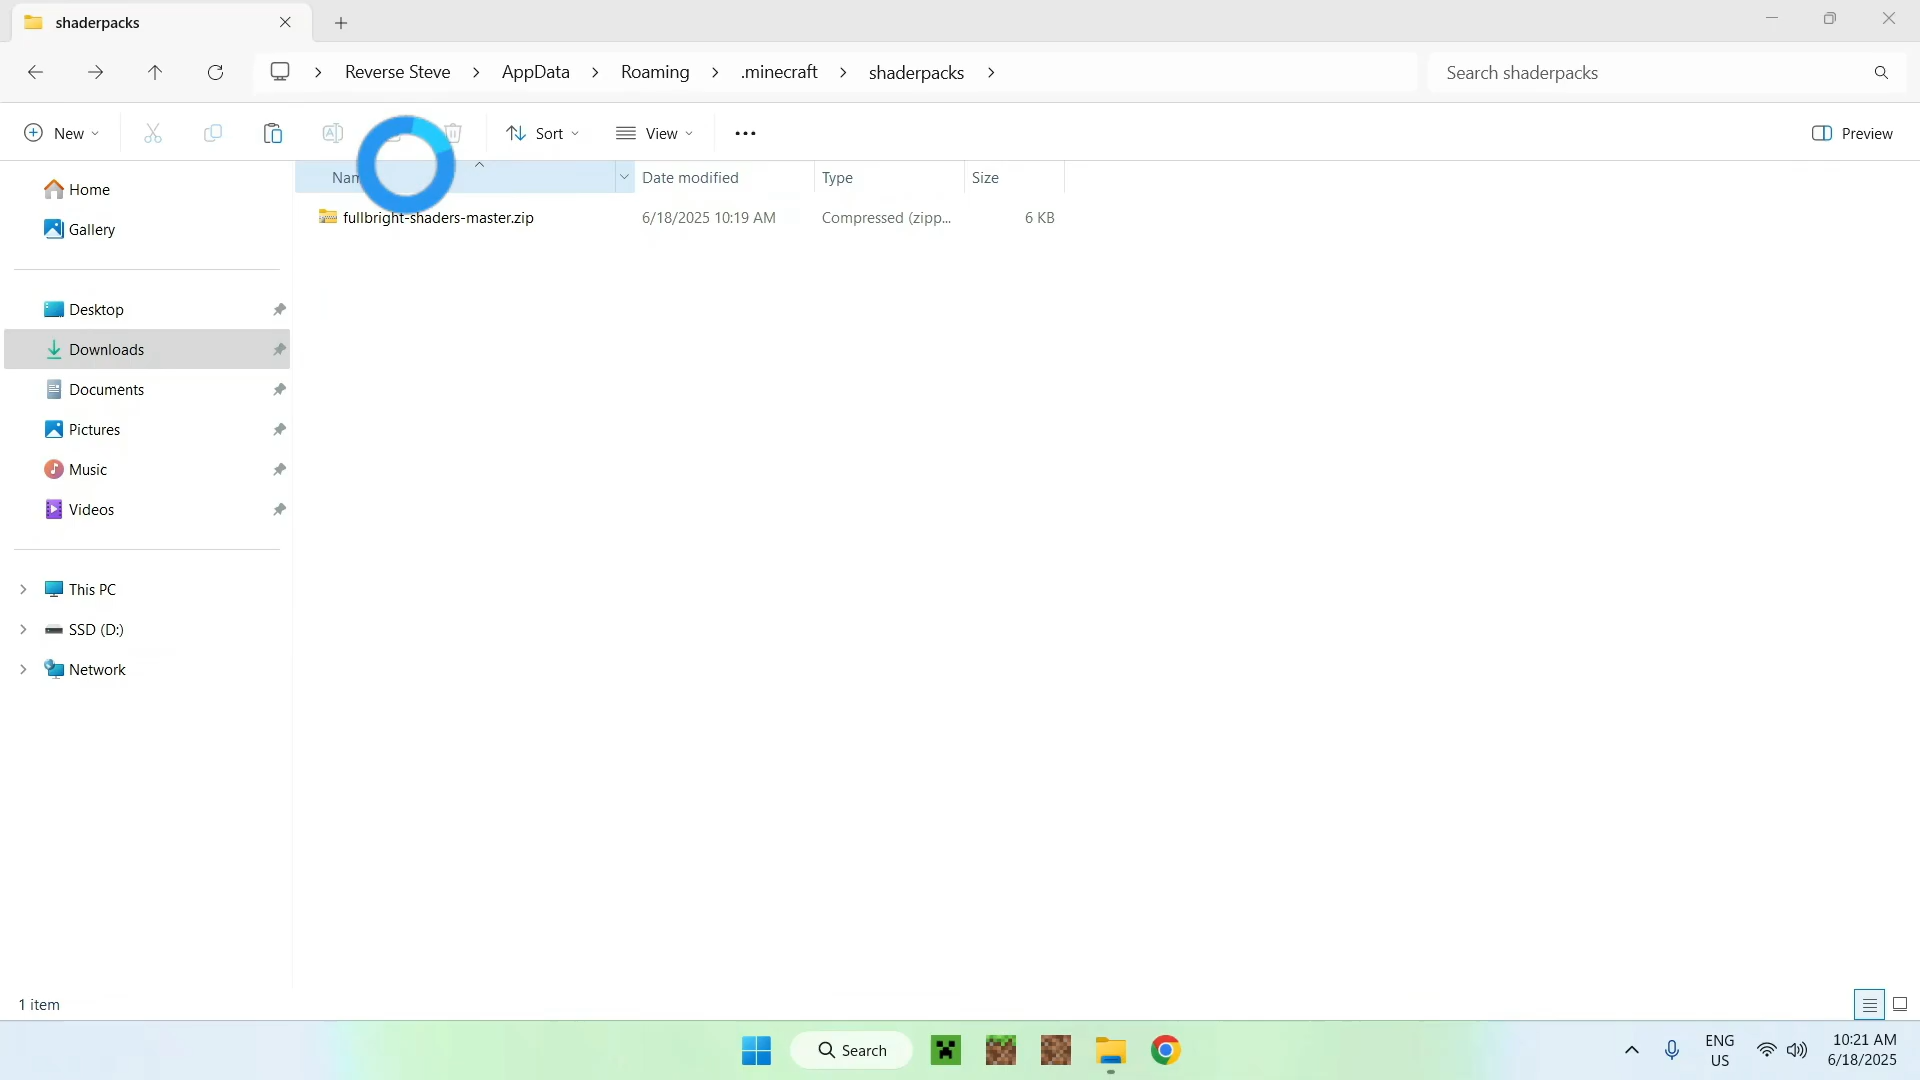 shaderpacks
Reverse Steve > AppData > Roaming > .minecraft > shaderpacks >
Search shaderpacks
New
Sort
View
Preview
Date modified
Type
Size
fullbright-shaders-master.zip
6/18/2025 10:19 AM
Compressed (zipp...
6 KB
Home
Gallery
Desktop
Downloads
Documents
Pictures
Music
Videos
This PC
SSD (D:)
Network
1 item
Search
ENG
US
10:21 AM
6/18/2025